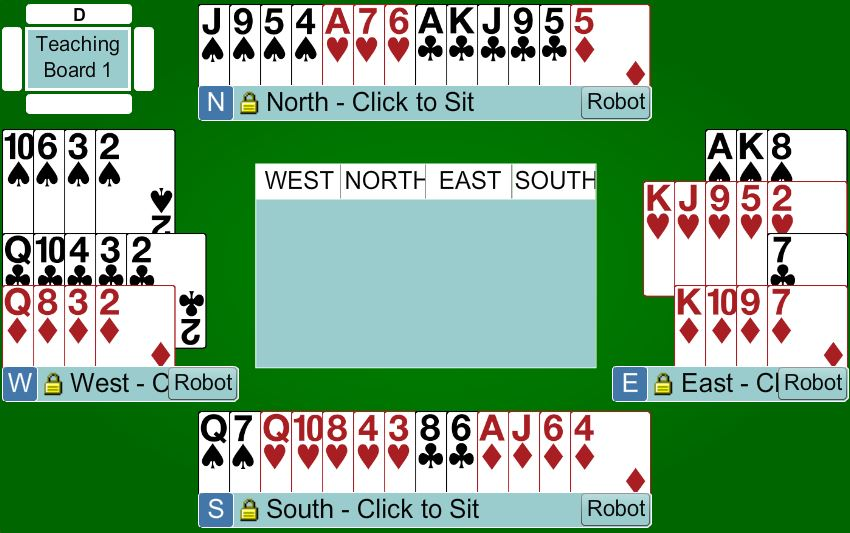 D
Teaching
Board 1
J 9 5 4 A 7 6 A K J 9 5 5
N North - Click to Sit Robot
10 6 3 2 2
A K 8
WEST NORTH EAST SOUTH
K J 9 5 2
Q 10 4 3 2 2
7
Q 8 3 2
K 10 9 7
W West - C Robot
E East - Cl Robot
Q 7 Q 10 8 4 3 8 6 A J 6 4
S South - Click to Sit Robot